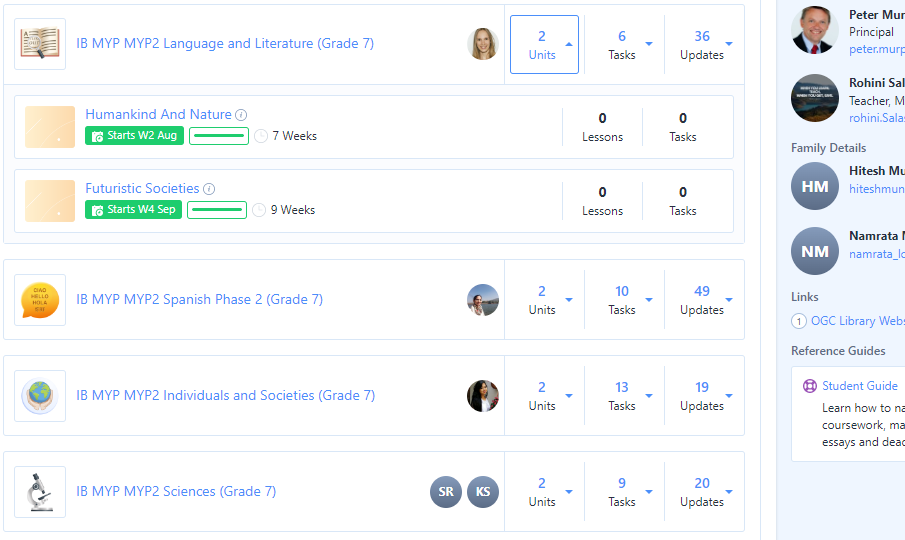 IB MYP MYP2 Language and Literature (Grade 7)
2
Units
6
Tasks
36
Updates
Humankind And Nature
Starts W2 Aug
7 Weeks
0
Lessons
0
Tasks
Futuristic Societies
Starts W4 Sep
9 Weeks
0
Lessons
0
Tasks
CIAO
HELLO
HOLA
IB MYP MYP2 Spanish Phase 2 (Grade 7)
2
Units
10
Tasks
49
Updates
IB MYP MYP2 Individuals and Societies (Grade 7)
2
Units
13
Tasks
19
Updates
IB MYP MYP2 Sciences (Grade 7)
SR
KS
2
Units
9
Tasks
20
Updates
Peter Mur
Principal
peter.murp
Rohini Sal
Teacher, M
rohini.Salas
Family Details
HM
Hitesh Mu
hiteshmun
NM
Namrata M
namrata_lo
Links
1
OGC Library Webs
Reference Guides
Student Guide
Learn how to na
coursework, ma
essays and dead